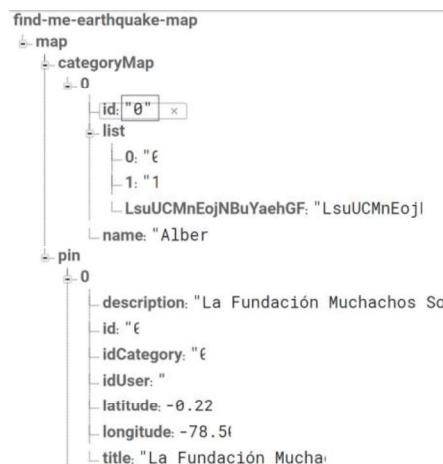 find-me-earthquake-map
map
categoryMap
0
id: "0" ×
list
0: "
1: "1
LsuUCMnEojNBuYaehGF: "LsuUCMnEoj
name: "Alber
pin
0
description: "La Fundación Muchachos So
id: "
idCategory: "
idUser: "
latitude: -0.22
longitude: -78.5
title: "La Fundación Mucha